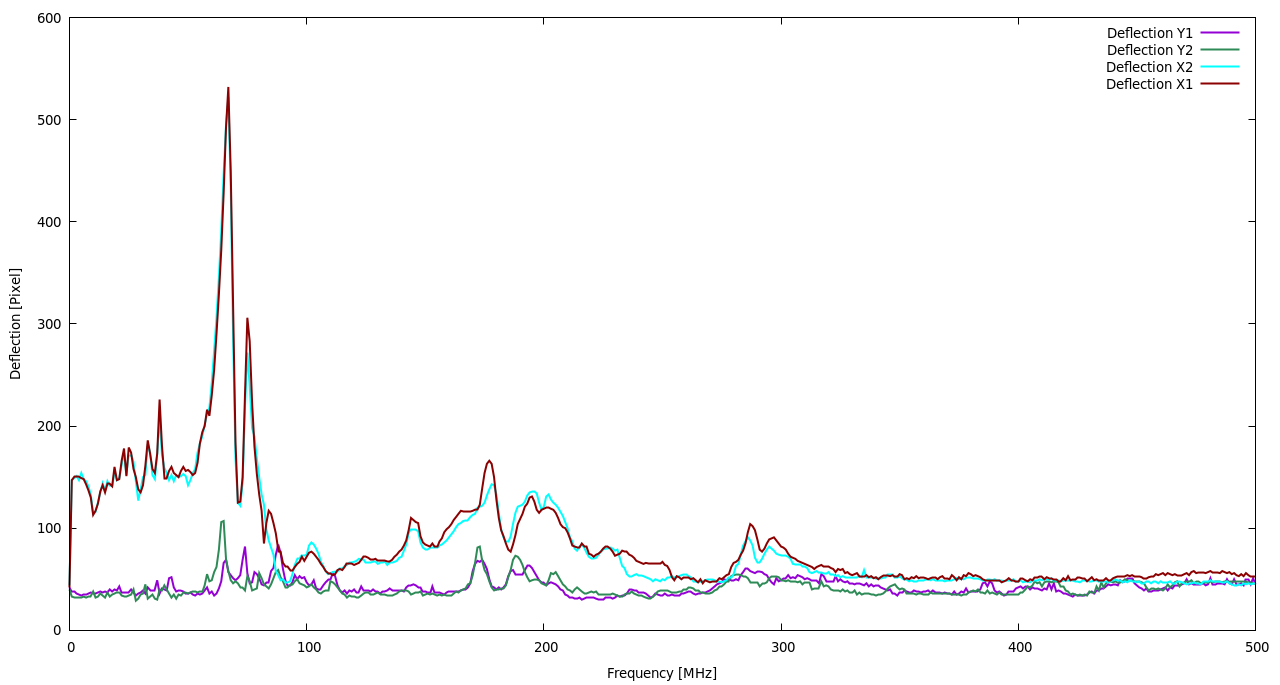 600
500
400
300
200
100
0
Deflection [Pixel]
Deflection Y1
Deflection Y2
Deflection X2
Deflection X1
0 100 200 300 400 500
Frequency [MHz]